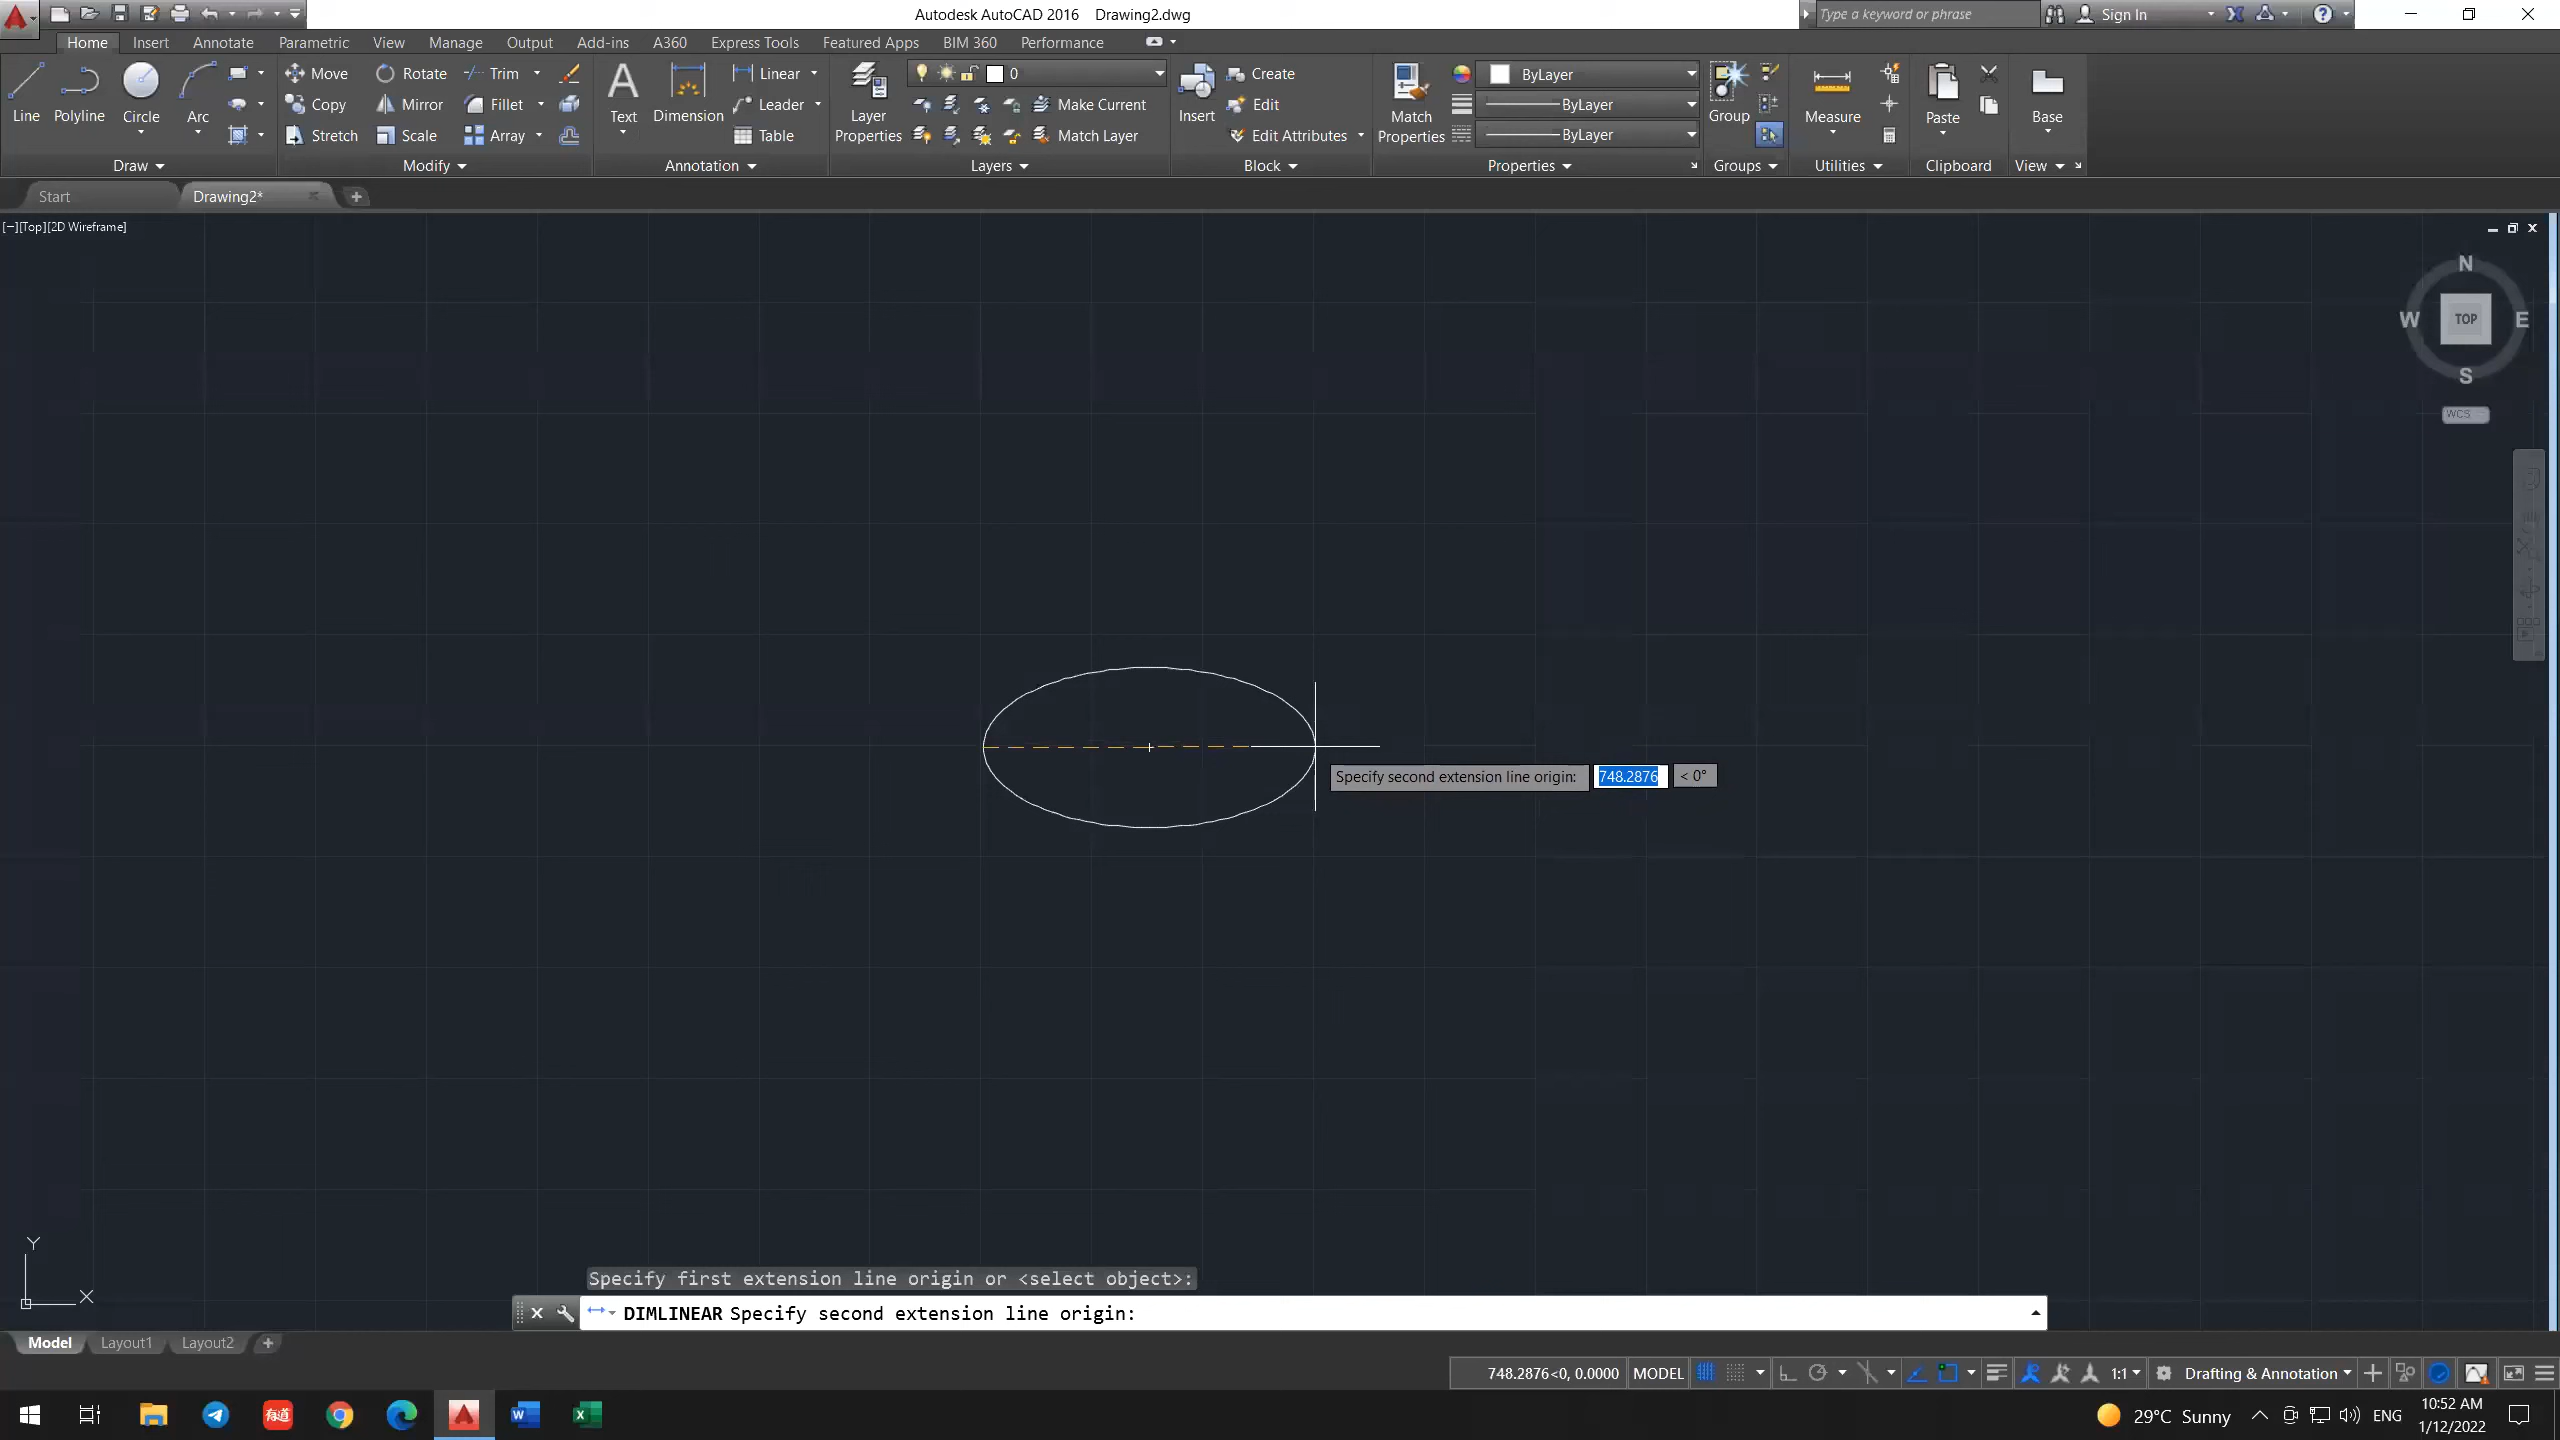 Autodesk AutoCAD 2016 Drawing2.dwg
Type a keyword or phrase
Sign In
Home Insert Annotate Parametric View Manage Output Add-ins A360 Express Tools Featured Apps BIM 360 Performance
Line
Polyline
Circle
Arc
Draw
Move
Rotate
Trim
Copy
Mirror
Fillet
Stretch
Scale
Array
Modify
Text
Dimension
Linear
Leader
Table
Annotation
Layer
Properties
0
Make Current
Match Layer
Layers
Insert
Create
Edit
Edit Attributes
Block
Match
Properties
ByLayer
ByLayer
ByLayer
Properties
Group
Groups
Measure
Utilities
Paste
Clipboard
Base
View
Start
Drawing2*
[−][Top][2D Wireframe]
N
W TOP E
S
WCS
Specify second extension line origin: 748.2876 < 0°
Y
X
Specify first extension line origin or <select object>:
DIMLINEAR Specify second extension line origin:
Model Layout1 Layout2
748.2876<0, 0.0000 MODEL 1:1 Drafting & Annotation
有道
29°C Sunny
ENG
10:52 AM
1/12/2022